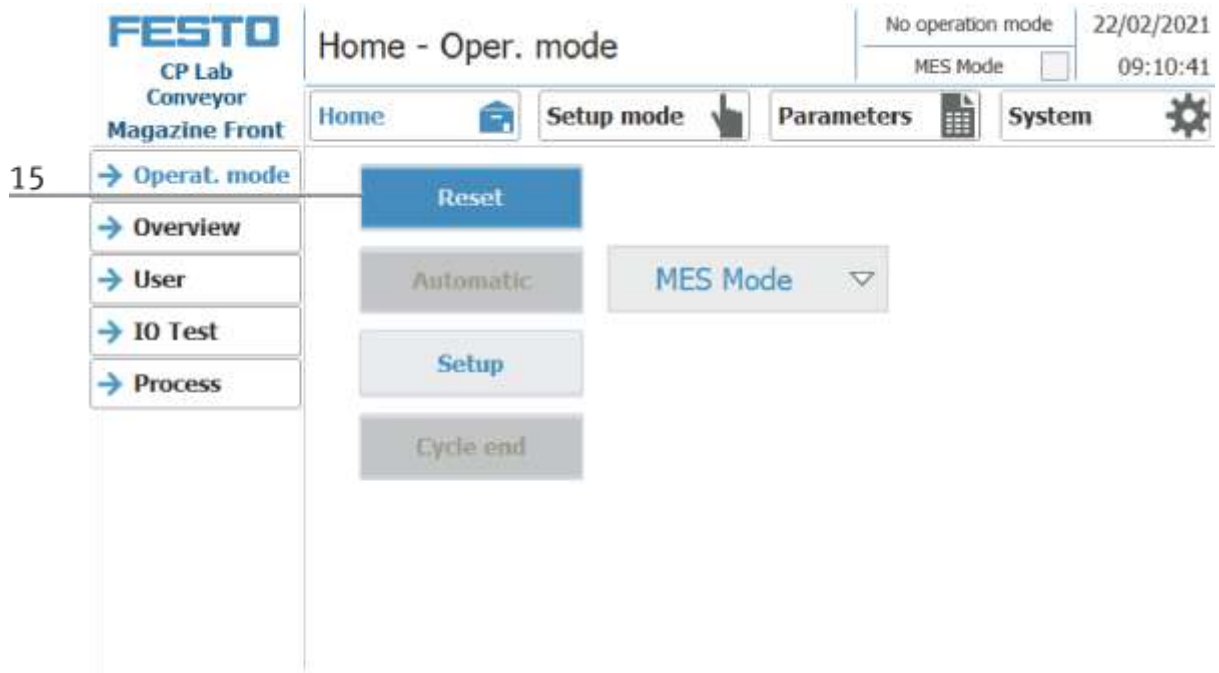 FESTO
CP Lab
Conveyor
Magazine Front
Home - Oper. mode
No operation mode
MES Mode
22/02/2021
09:10:41
Home
Setup mode
Parameters
System
15
Operat. mode
Overview
User
IO Test
Process
Reset
Automatic
MES Mode
Setup
Cycle end